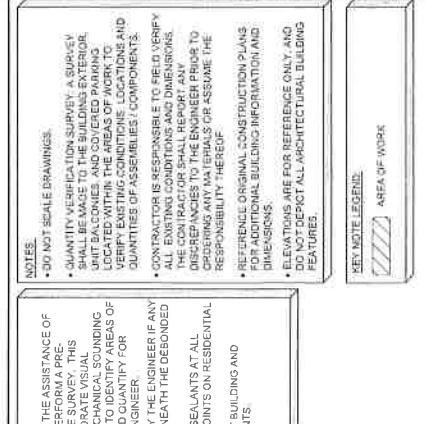 NOTES:
• DO NOT SCALE DRAWINGS.
• QUANTITY VERIFICATION SURVEY: A SURVEY
SHALL BE MADE TO THE BUILDING EXTERIOR,
UNIT BALCONIES, AND COVERED PARKING
LOCATED WITHIN THE AREAS OF WORK TO
VERIFY EXISTING CONDITIONS, LOCATIONS AND
QUANTITIES OF ASSEMBLIES / COMPONENTS.
• CONTRACTOR IS RESPONSIBLE TO FIELD VERIFY
ALL EXISTING CONDITIONS AND DIMENSIONS.
THE CONTRACTOR SHALL REPORT ANY
DISCREPANCIES TO THE ENGINEER PRIOR TO
ORDERING ANY MATERIALS OR ASSUME THE
RESPONSIBILITY THEREOF
• REFERENCE ORIGINAL CONSTRUCTION PLANS
FOR ADDITIONAL BUILDING INFORMATION AND
DIMENSIONS.
• ELEVATIONS ARE FOR REFERENCE ONLY, AND
DO NOT DEPICT ALL ARCHITECTURAL BUILDING
FEATURES.
KEY NOTE LEGEND:
AREA OF WORK
THE ASSISTANCE OF
ERFORM A PRE-
E SURVEY. THIS
ORATE VISUAL
CHANICAL SOUNDING
TO IDENTIFY AREAS OF
D QUANTIFY FOR
GINEER.
Y THE ENGINEER IF ANY
NEATH THE DEBONDED
SEALANTS AT ALL
OINTS ON RESIDENTIAL
BUILDING AND
NTS.